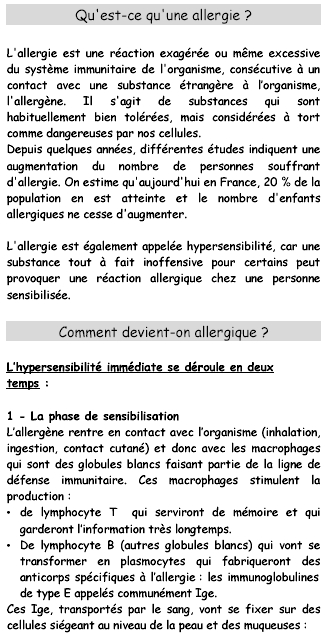 Qu'est-ce qu'une allergie ?
L'allergie est une réaction exagérée ou même excessive
du système immunitaire de l'organisme, consécutive à un
contact avec une substance étrangère à l'organisme,
l'allergène. Il s'agit de substances qui sont
habituellement bien tolérées, mais considérées à tort
comme dangereuses par nos cellules.
Depuis quelques années, différentes études indiquent une
augmentation du nombre de personnes souffrant
d'allergie. On estime qu'aujourd'hui en France, 20 % de la
population en est atteinte et le nombre d'enfants
allergiques ne cesse d'augmenter.
L'allergie est également appelée hypersensibilité, car une
substance tout à fait inoffensive pour certains peut
provoquer une réaction allergique chez une personne
sensibilisée.
Comment devient-on allergique ?
L'hypersensibilité immédiate se déroule en deux
temps :
1 - La phase de sensibilisation
L'allergène rentre en contact avec l'organisme (inhalation,
ingestion, contact cutané) et donc avec les macrophages
qui sont des globules blancs faisant partie de la ligne de
défense immunitaire. Ces macrophages stimulent la
production :
• de lymphocyte T qui serviront de mémoire et qui
garderont l'information très longtemps.
• De lymphocyte B (autres globules blancs) qui vont se
transformer en plasmocytes qui fabriqueront des
anticorps spécifiques à l'allergie : les immunoglobulines
de type E appelés communément Ige.
Ces Ige, transportés par le sang, vont se fixer sur des
cellules siégeant au niveau de la peau et des muqueuses :